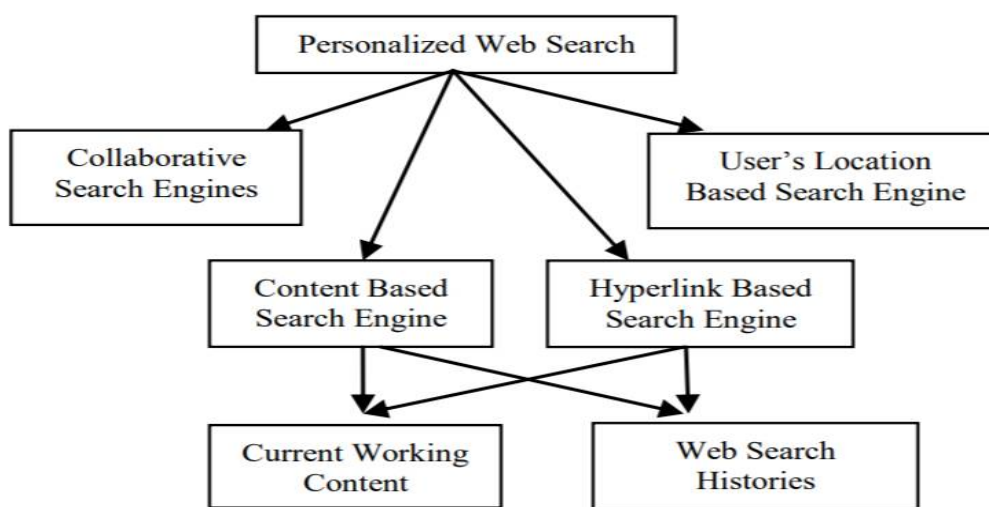 Personalized Web Search
Collaborative
Search Engines
User's Location
Based Search Engine
Content Based
Search Engine
Hyperlink Based
Search Engine
Current Working
Content
Web Search
Histories